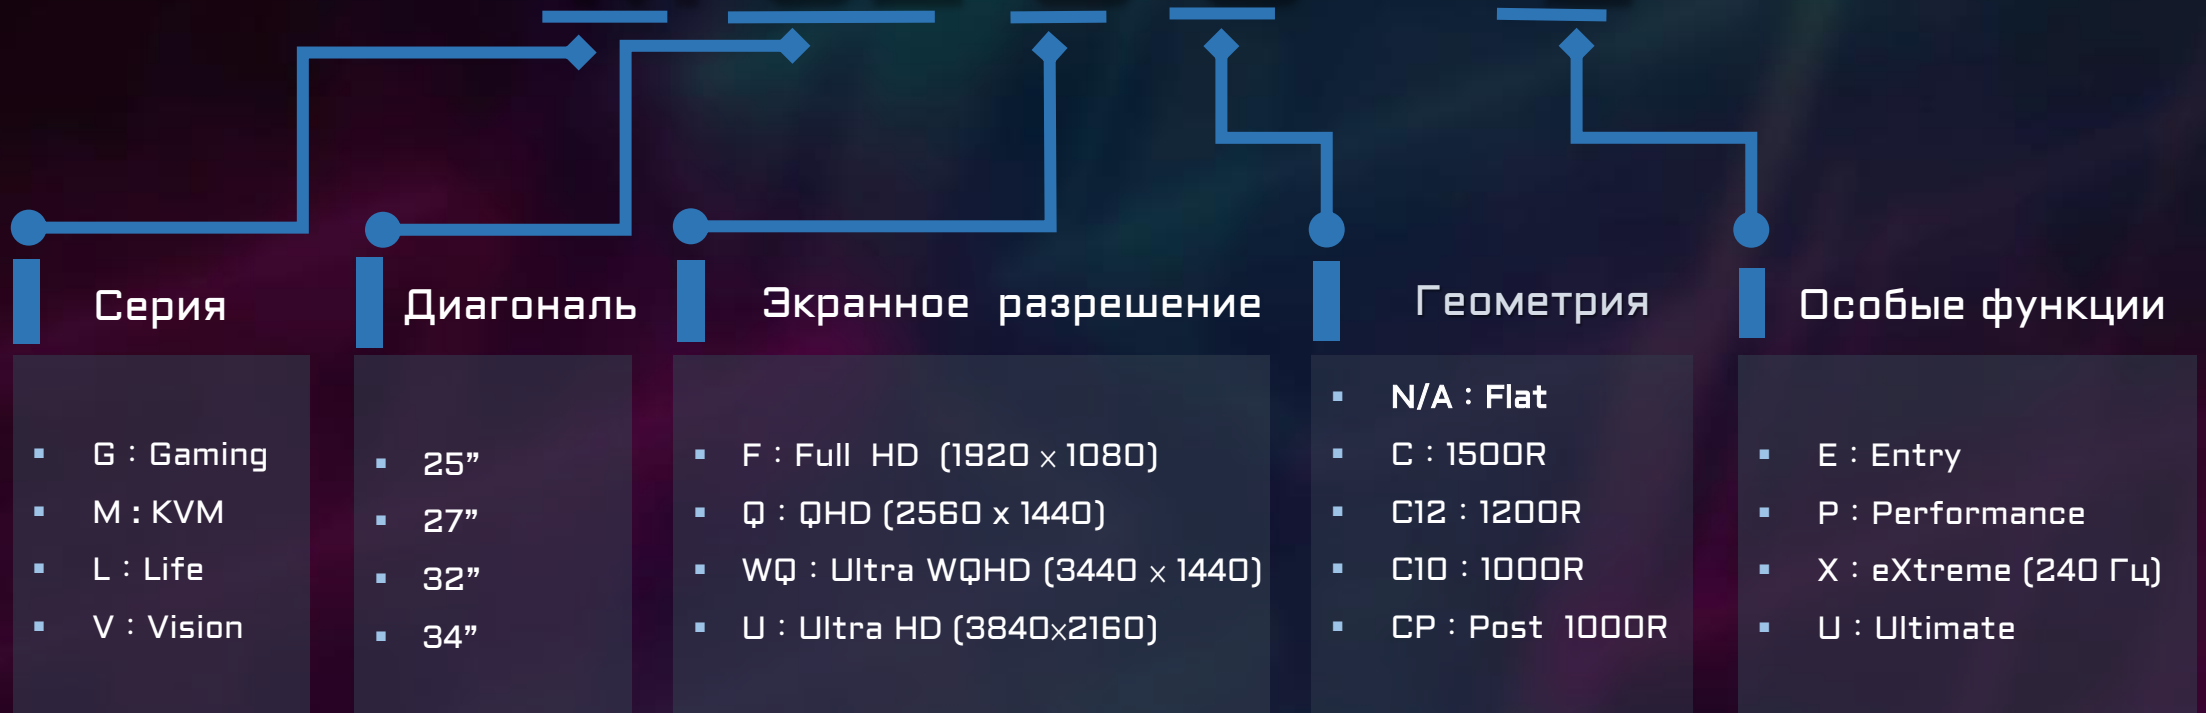 Серия
G : Gaming
M : KVM
L : Life
V : Vision
Диагональ
25”
27”
32”
34”
Экранное разрешение
F : Full HD (1920 x 1080)
Q : QHD (2560 x 1440)
WQ : Ultra WQHD (3440 x 1440)
U : Ultra HD (3840x2160)
Геометрия
N/A : Flat
C : 1500R
C12 : 1200R
C10 : 1000R
CP : Post 1000R
Особые функции
E : Entry
P : Performance
X : eXtreme (240 Гц)
U : Ultimate